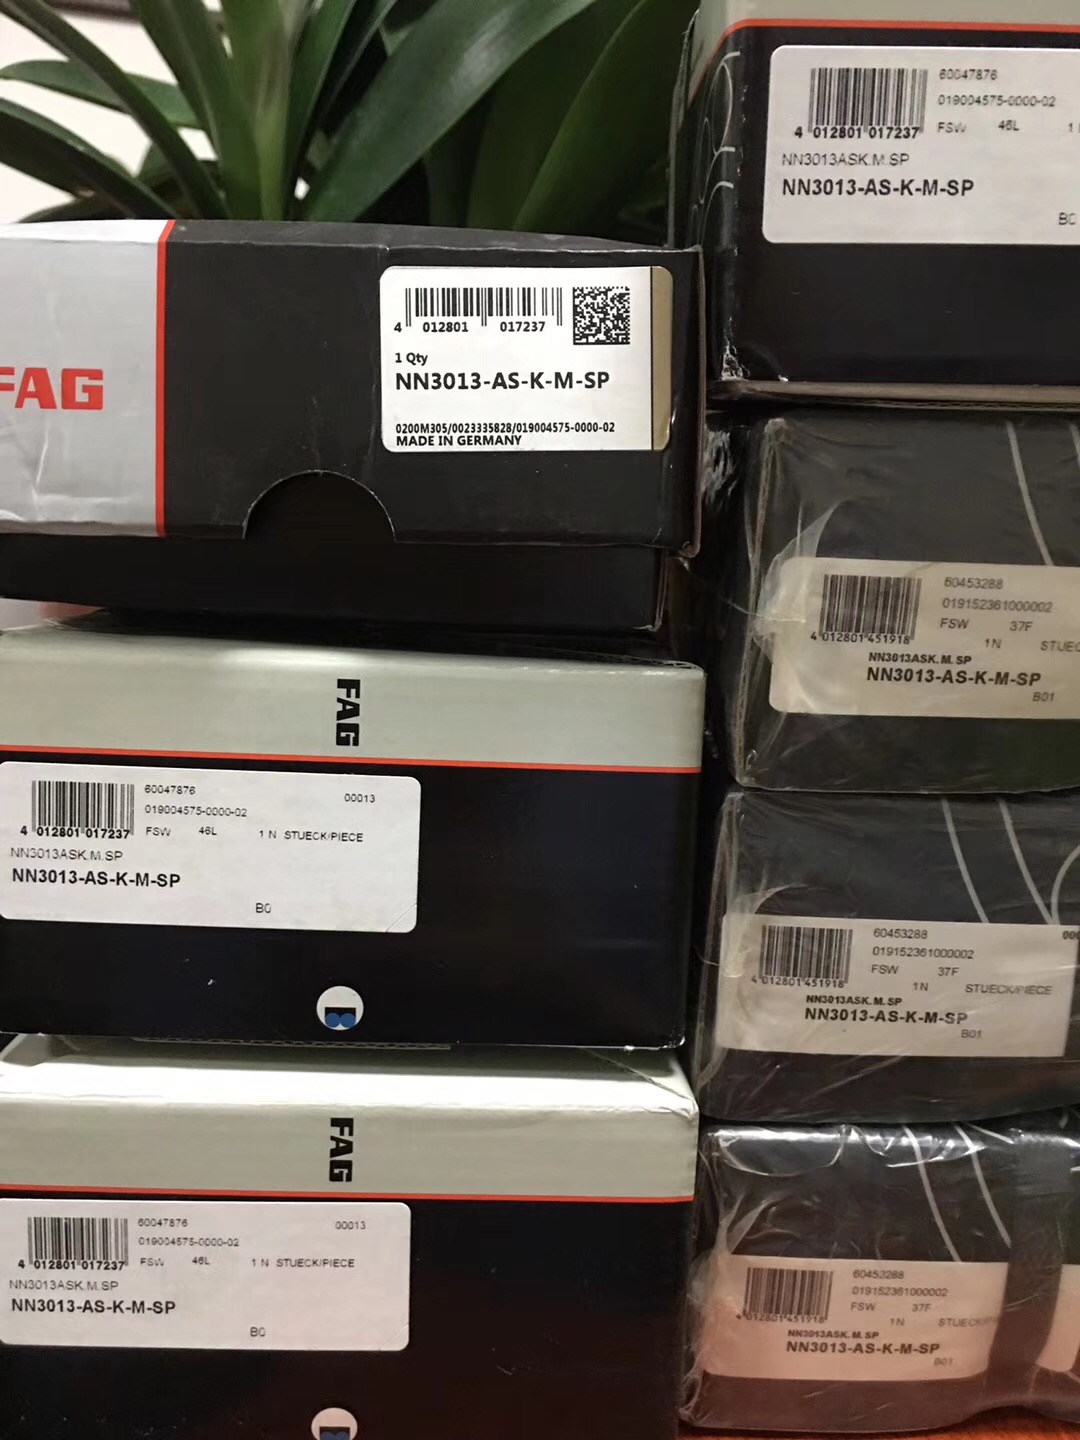 60047876
019004575-0000-02
FSW 46L 1
4 012801 017237
NN3013ASK.M.SP
NN3013-AS-K-M-SP
B0
FAG
4 012801 017237
1 Qty
NN3013-AS-K-M-SP
0200M305/0023335828/019004575-0000-02
MADE IN GERMANY
60453288
019152361000002
FSW 37F
4 012801 451918
1N STUEC
NN3013ASK.M.SP
NN3013-AS-K-M-SP
B01
FAG
60047876 00013
019004575-0000-02
4 012801 017237 FSW 46L 1 N STUECK/PIECE
NN3013ASK.M.SP
NN3013-AS-K-M-SP
B0
60453288
019152361000002
FSW 37F
4 012801 451918
1N STUECK/PIECE
NN3013ASK.M.SP
NN3013-AS-K-M-SP
B01
FAG
60047876 00013
019004575-0000-02
4 012801 017237 FSW 46L 1 N STUECK/PIECE
NN3013ASK.M.SP
NN3013-AS-K-M-SP
B0
60453288
019152361000002
FSW 37F
4 012801 451918
1N
NN3013ASK.M.SP
NN3013-AS-K-M-SP
B01